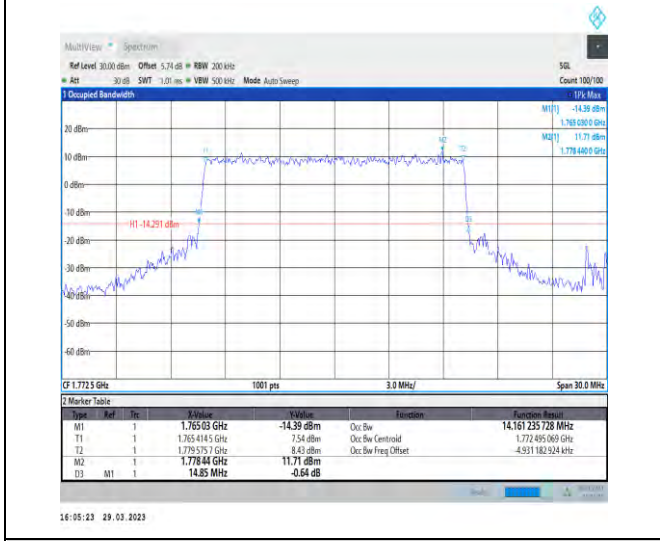 MultiView Spectrum
Ref Level 30.00 dBm Offset 5.74 dB RBW 200 kHz SGL
Att 30 dB SWT 1.01 ms VBW 500 kHz Mode Auto Sweep Count 100/100
1 Occupied Bandwidth 1Pk Max
M1[1] -14.39 dBm
1.765 030 0 GHz
M2[1] 11.71 dBm
1.778 440 0 GHz
20 dBm
M2
T1 T2
10 dBm
0 dBm
-10 dBm
H1 -14.291 dBm
-20 dBm
-30 dBm
-40 dBm
-50 dBm
-60 dBm
CF 1.772 5 GHz 1001 pts 3.0 MHz/ Span 30.0 MHz
2 Marker Table
Type Ref Trc X-Value Y-Value Function Function Result
M1 1 1.765 03 GHz -14.39 dBm Occ Bw 14.161 235 728 MHz
T1 1 1.765 414 5 GHz 7.54 dBm Occ Bw Centroid 1.772 495 069 GHz
T2 1 1.779 575 7 GHz 8.43 dBm Occ Bw Freq Offset -4.931 182 924 kHz
M2 1 1.778 44 GHz 11.71 dBm
D3 M1 1 14.85 MHz -0.64 dB
16:05:23 29.03.2023